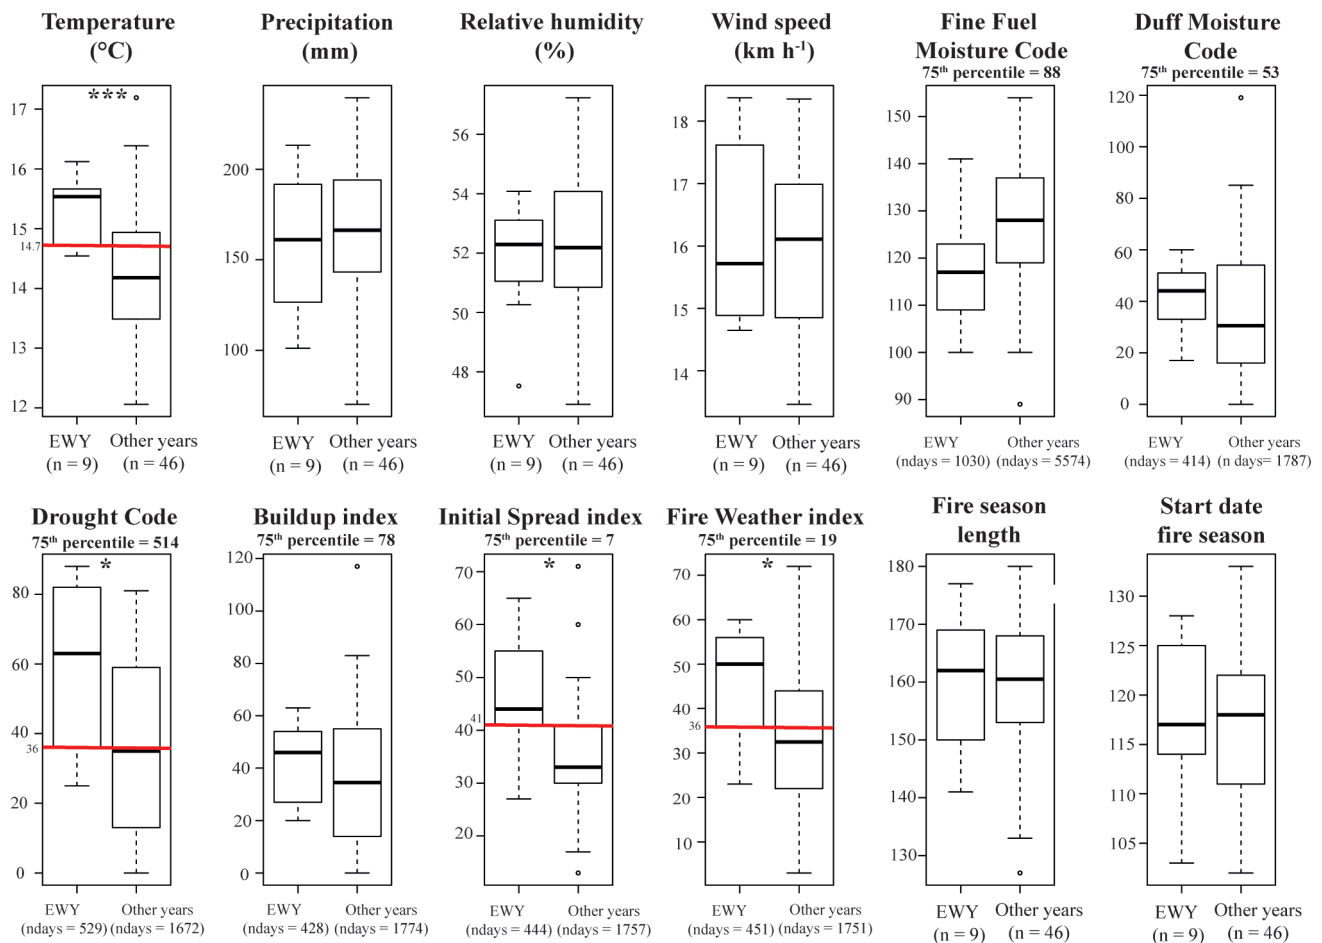 Temperature
(°C)
***
17
16
15
14.7
14
13
12
EWY
(n = 9)
Other years
(n = 46)
Precipitation
(mm)
200
150
100
EWY
(n = 9)
Other years
(n = 46)
Relative humidity
(%)
56
54
52
50
48
EWY
(n = 9)
Other years
(n = 46)
Wind speed
(km h-1)
18
17
16
15
14
EWY
(n = 9)
Other years
(n = 46)
Fine Fuel
Moisture Code
75th percentile = 88
150
140
130
120
110
100
90
EWY
(ndays = 1030)
Other years
(ndays = 5574)
Duff Moisture
Code
75th percentile = 53
120
100
80
60
40
20
0
EWY
(ndays = 414)
Other years
(n days= 1787)
Drought Code
75th percentile = 514
*
80
60
40
36
20
0
EWY
(ndays = 529)
Other years
(ndays = 1672)
Buildup index
75th percentile = 78
120
100
80
60
40
20
0
EWY
(ndays = 428)
Other years
(ndays = 1774)
Initial Spread index
75th percentile = 7
*
70
60
50
41
40
30
20
EWY
(ndays = 444)
Other years
(ndays = 1757)
Fire Weather index
75th percentile = 19
*
70
60
50
40
36
30
20
10
EWY
(ndays = 451)
Other years
(ndays = 1751)
Fire season
length
180
170
160
150
140
130
EWY
(n = 9)
Other years
(n = 46)
Start date
fire season
130
125
120
115
110
105
EWY
(n = 9)
Other years
(n = 46)